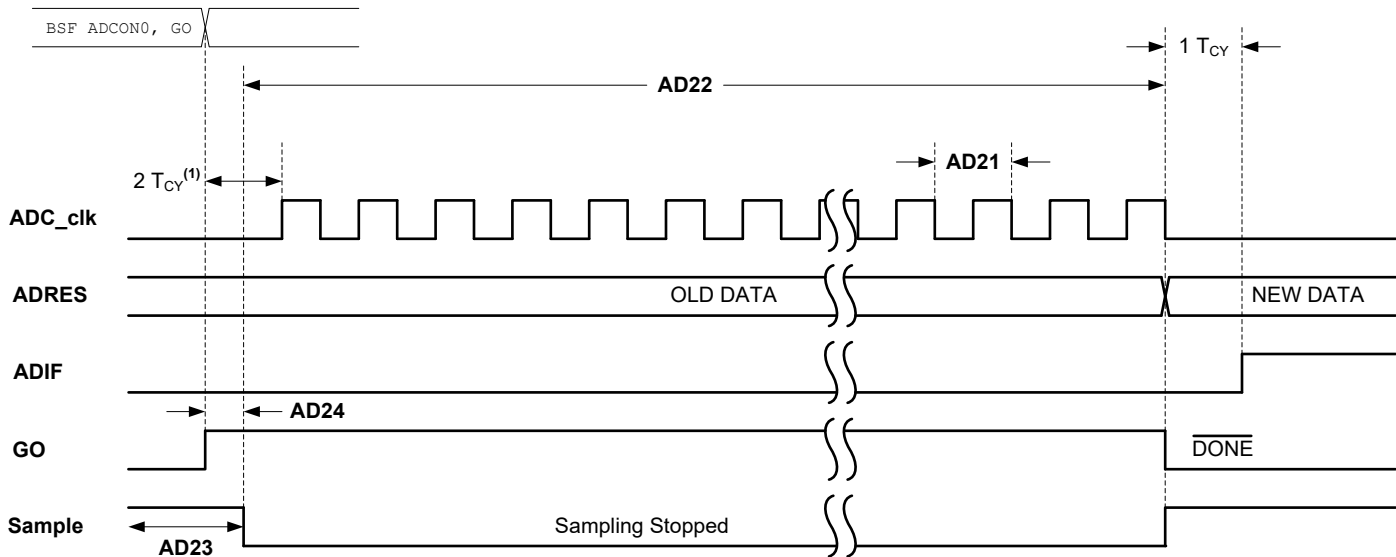 BSF ADCON0, GO
1 TCY
AD22
AD21
2 TCY(1)
ADC_clk
ADRES
OLD DATA
NEW DATA
ADIF
AD24
GO
DONE
Sample
Sampling Stopped
AD23